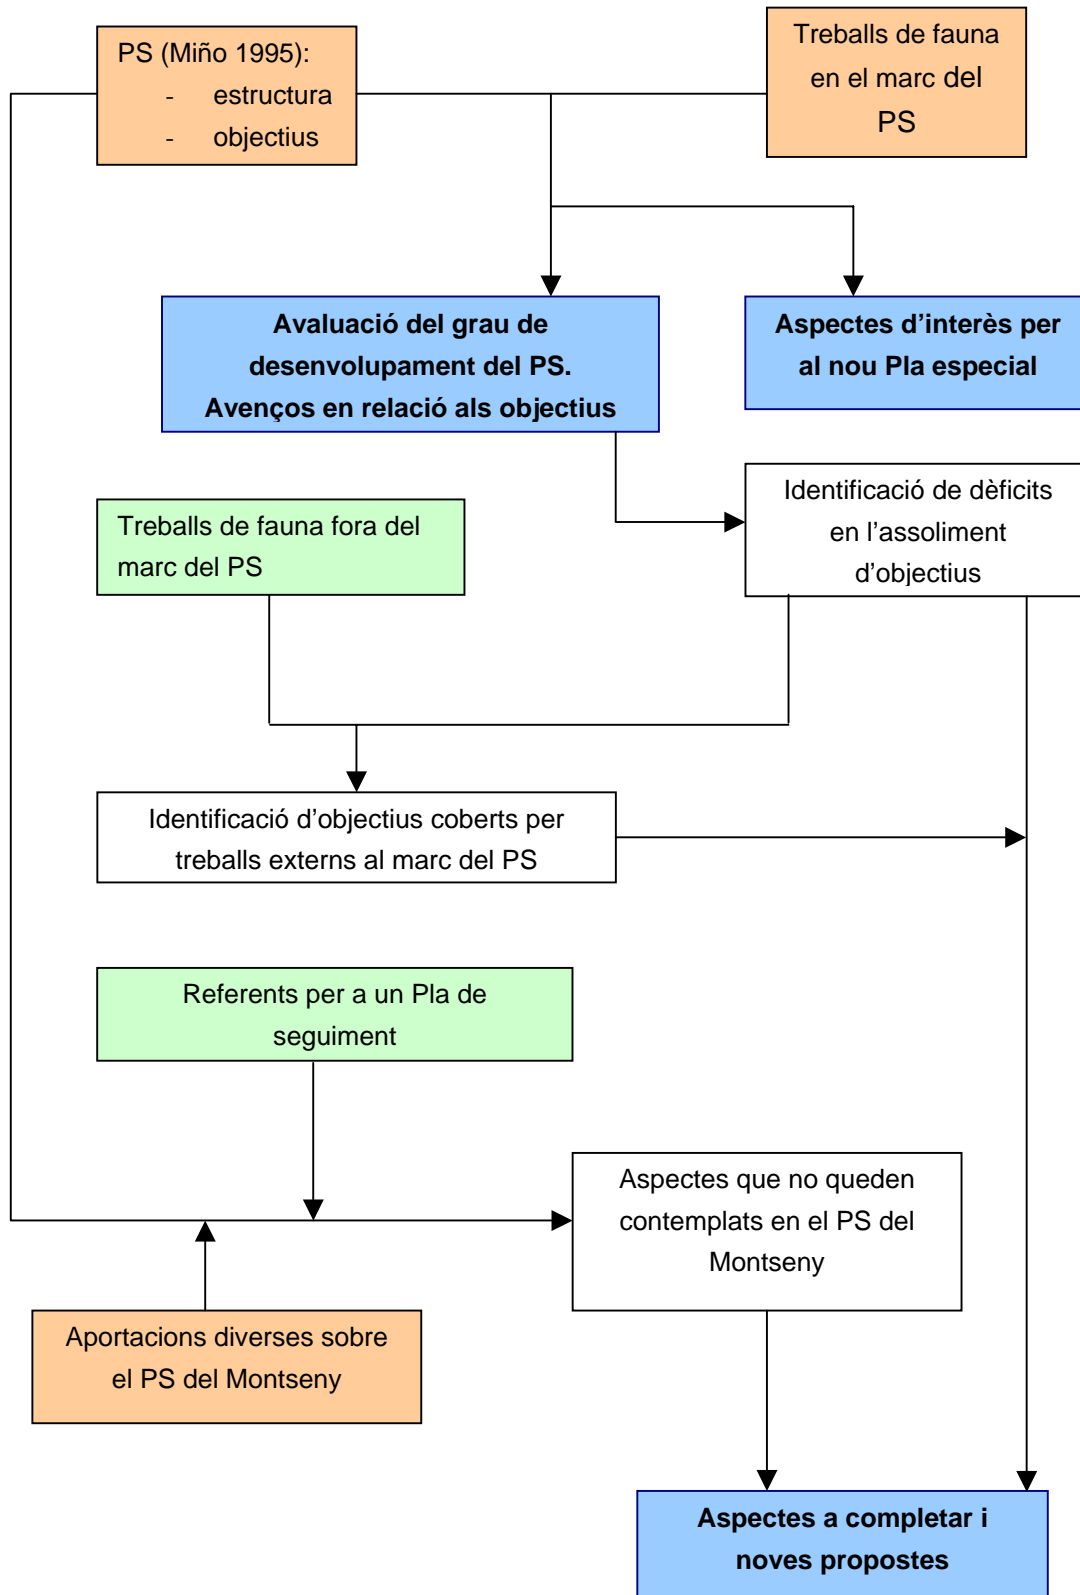 PS (Miño 1995):
- estructura
- objectius
Treballs de fauna
en el marc del
PS
Avaluació del grau de
desenvolupament del PS.
Avenços en relació als objectius
Aspectes d'interès per
al nou Pla especial
Identificació de dèficits
en l'assoliment
d'objectius
Treballs de fauna fora del
marc del PS
Identificació d'objectius coberts per
treballs externs al marc del PS
Referents per a un Pla de
seguiment
Aspectes que no queden
contemplats en el PS del
Montseny
Aportacions diverses sobre
el PS del Montseny
Aspectes a completar i
noves propostes